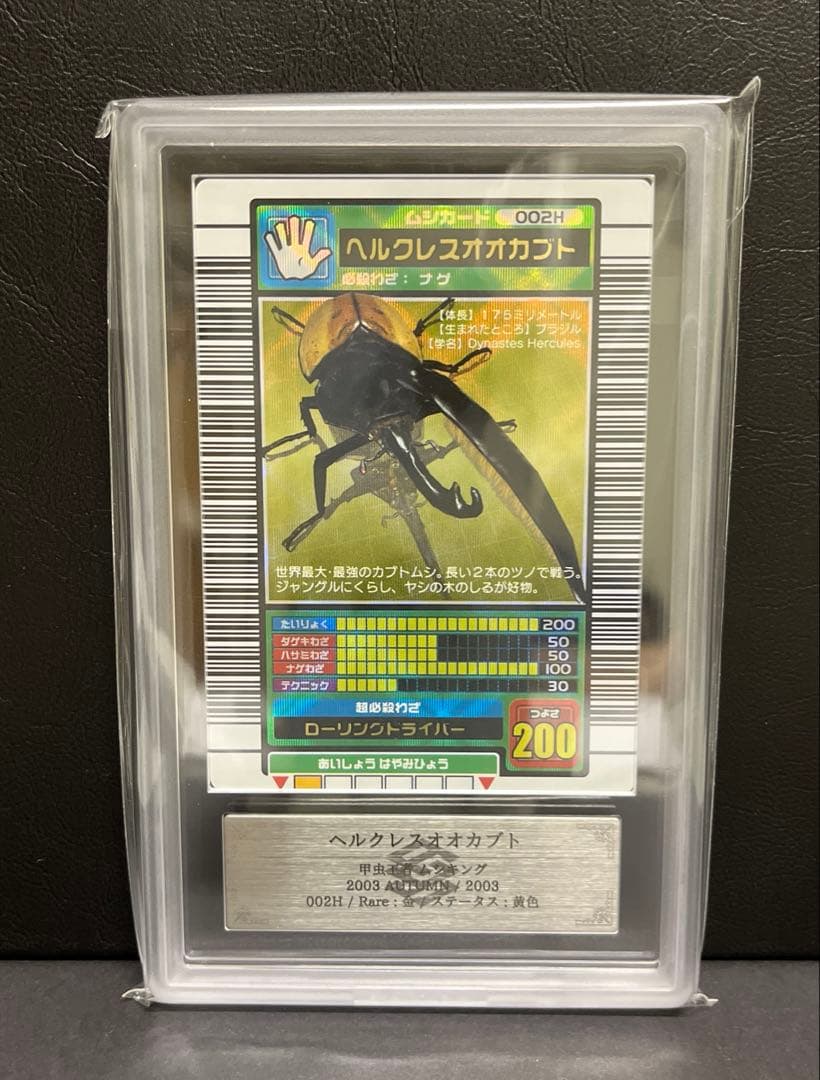 ムシカード 002H
ヘルクレスオオカブト
必殺わざ： ナゲ
【体長】１７５ミリメートル
【生まれたところ】ブラジル
【学名】Dynastes Hercules
世界最大・最強のカブトムシ。長い２本のツノで戦う。
ジャングルにくらし、ヤシの木のしるが好物。
たいりょく 200
ダゲキわざ 50
ハサミわざ 50
ナゲわざ 100
テクニック 30
超必殺わざ
ローリングドライバー
つよさ
200
あいしょうはやみひょう
ヘルクレスオオカブト
甲虫王者 ムシキング
2003 AUTUMN / 2003
002H / Rare : 金 / ステータス : 黄色